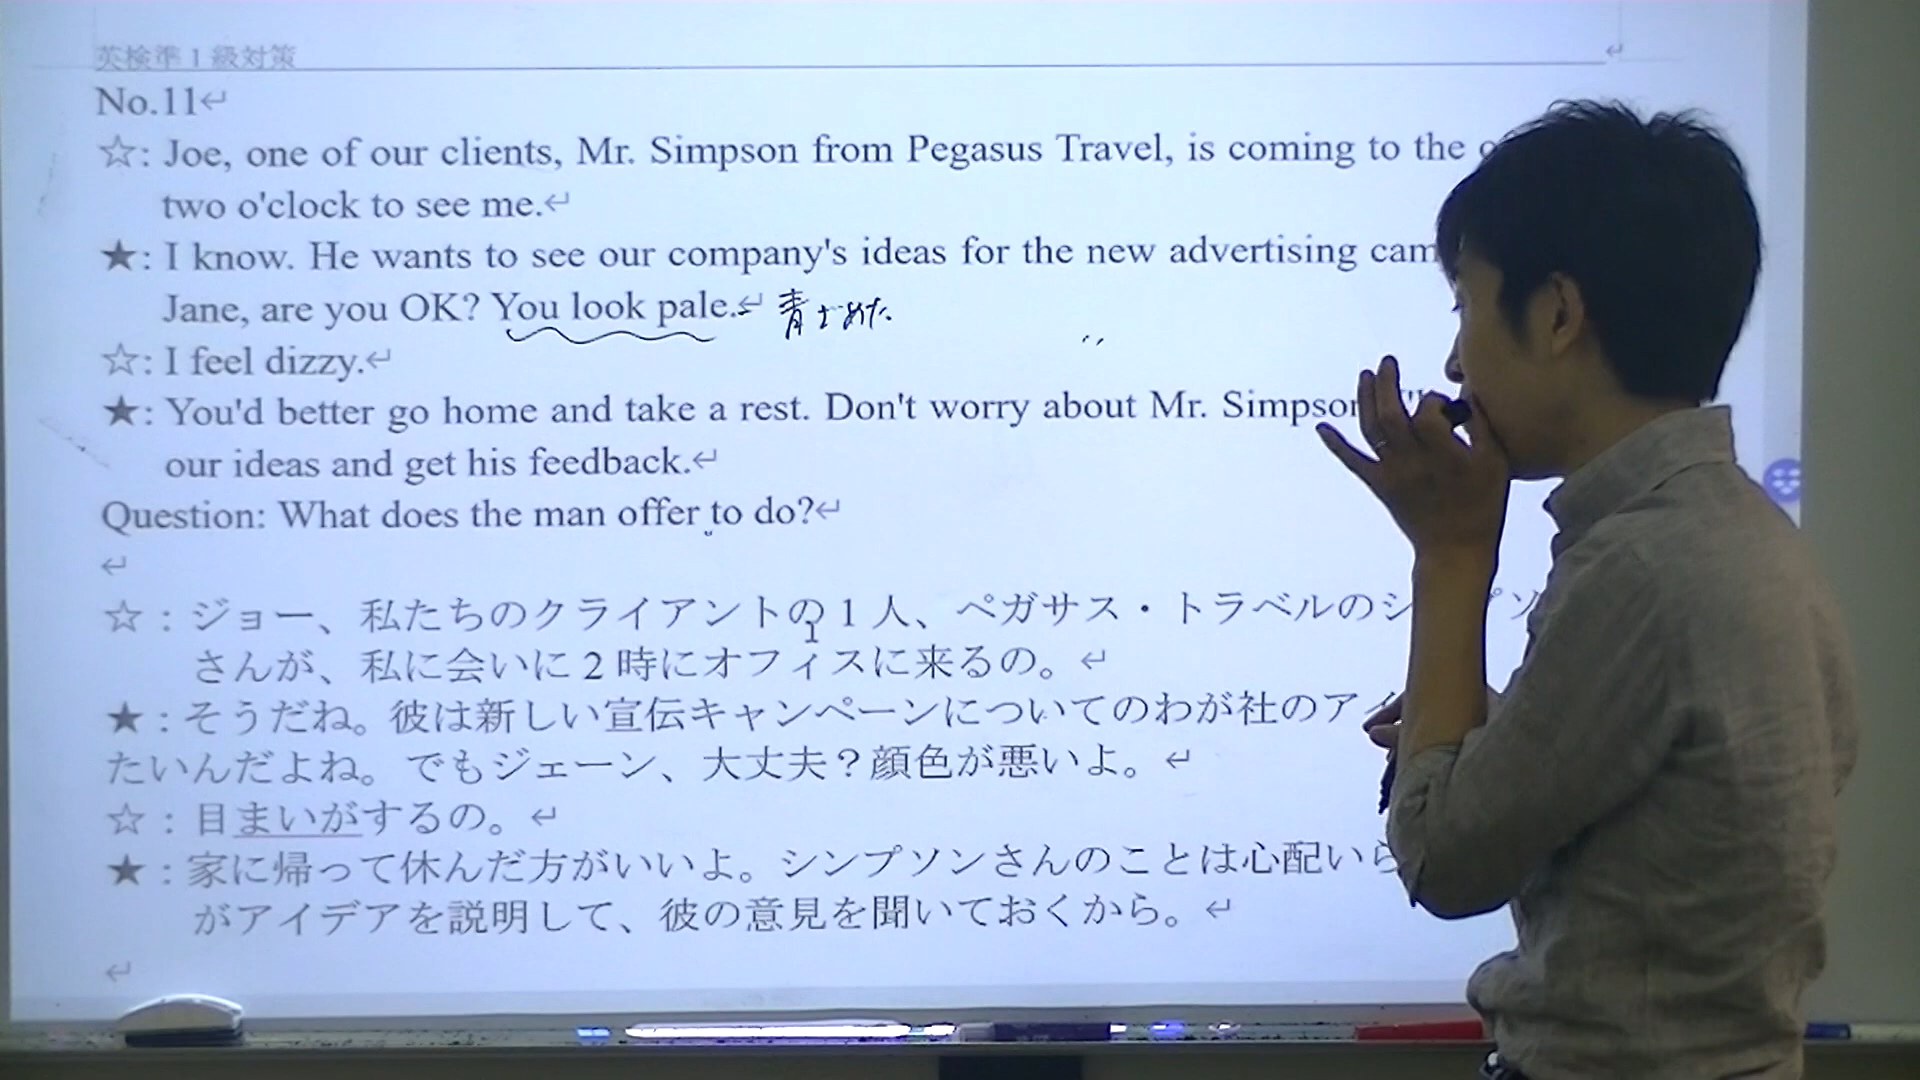 英検準1級対策
No.11
☆: Joe, one of our clients, Mr. Simpson from Pegasus Travel, is coming to the
two o'clock to see me.
★: I know. He wants to see our company's ideas for the new advertising cam
Jane, are you OK? You look pale. 青ざめた
☆: I feel dizzy.
★: You'd better go home and take a rest. Don't worry about Mr. Simpson
our ideas and get his feedback.
Question: What does the man offer to do?
☆：ジョー、私たちのクライアントの1人、ペガサス・トラベルのシ プソ
さんが、私に会いに2時にオフィスに来るの。
★：そうだね。彼は新しい宣伝キャンペーンについてのわが社のアイ
たいんだよね。でもジェーン、大丈夫？顔色が悪いよ。
☆：目まいがするの。
★：家に帰って休んだ方がいいよ。シンプソンさんのことは心配いら
がアイデアを説明して、彼の意見を聞いておくから。